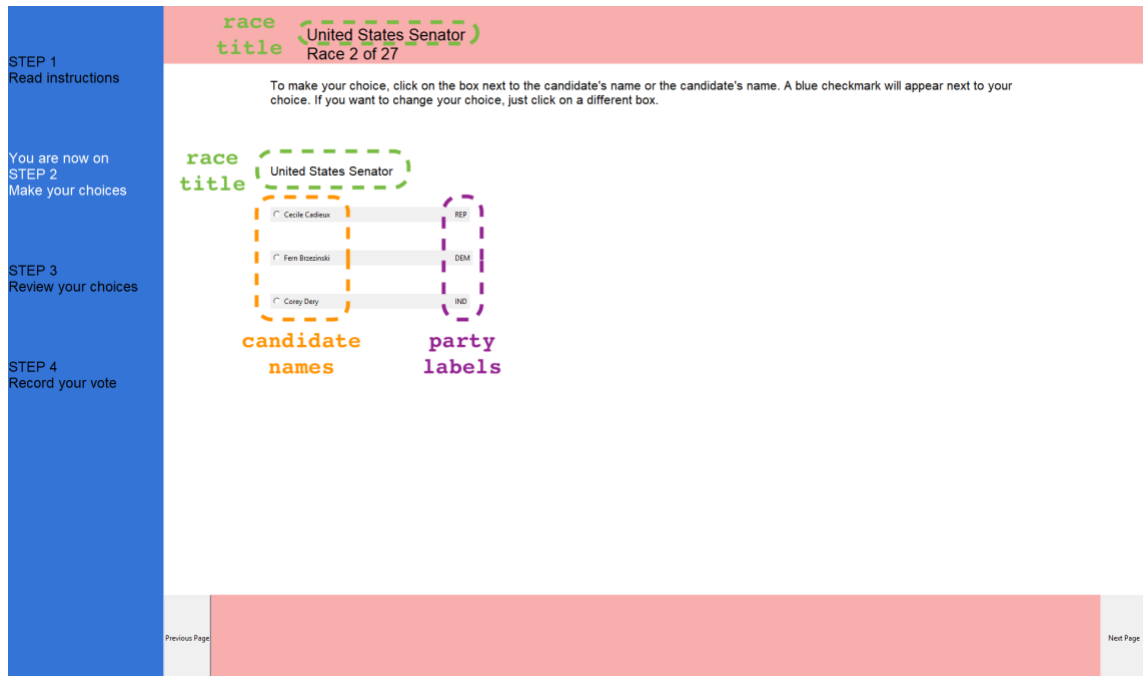 race
title
United States Senator
Race 2 of 27
STEP 1
Read instructions
To make your choice, click on the box next to the candidate's name or the candidate's name. A blue checkmark will appear next to your
choice. If you want to change your choice, just click on a different box.
You are now on
STEP 2
Make your choices
race
title
United States Senator
Cecile Cadieux REP
Fern Brzezinski DEM
Corey Dery IND
STEP 3
Review your choices
candidate
names
party
labels
STEP 4
Record your vote
Previous Page
Next Page